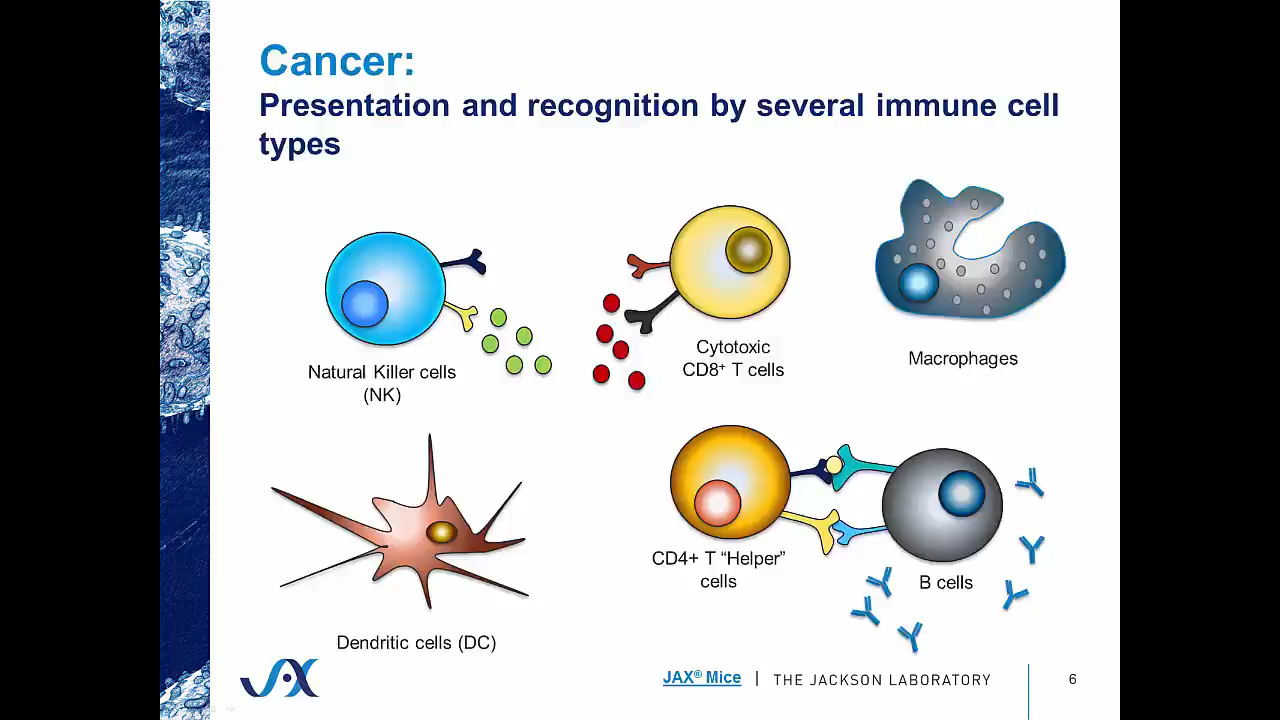 Cancer:
Presentation and recognition by several immune cell
types
Natural Killer cells
(NK)
Cytotoxic
CD8⁺ T cells
Macrophages
Dendritic cells (DC)
CD4+ T “Helper”
cells
B cells
JAX
JAX® Mice | THE JACKSON LABORATORY
6